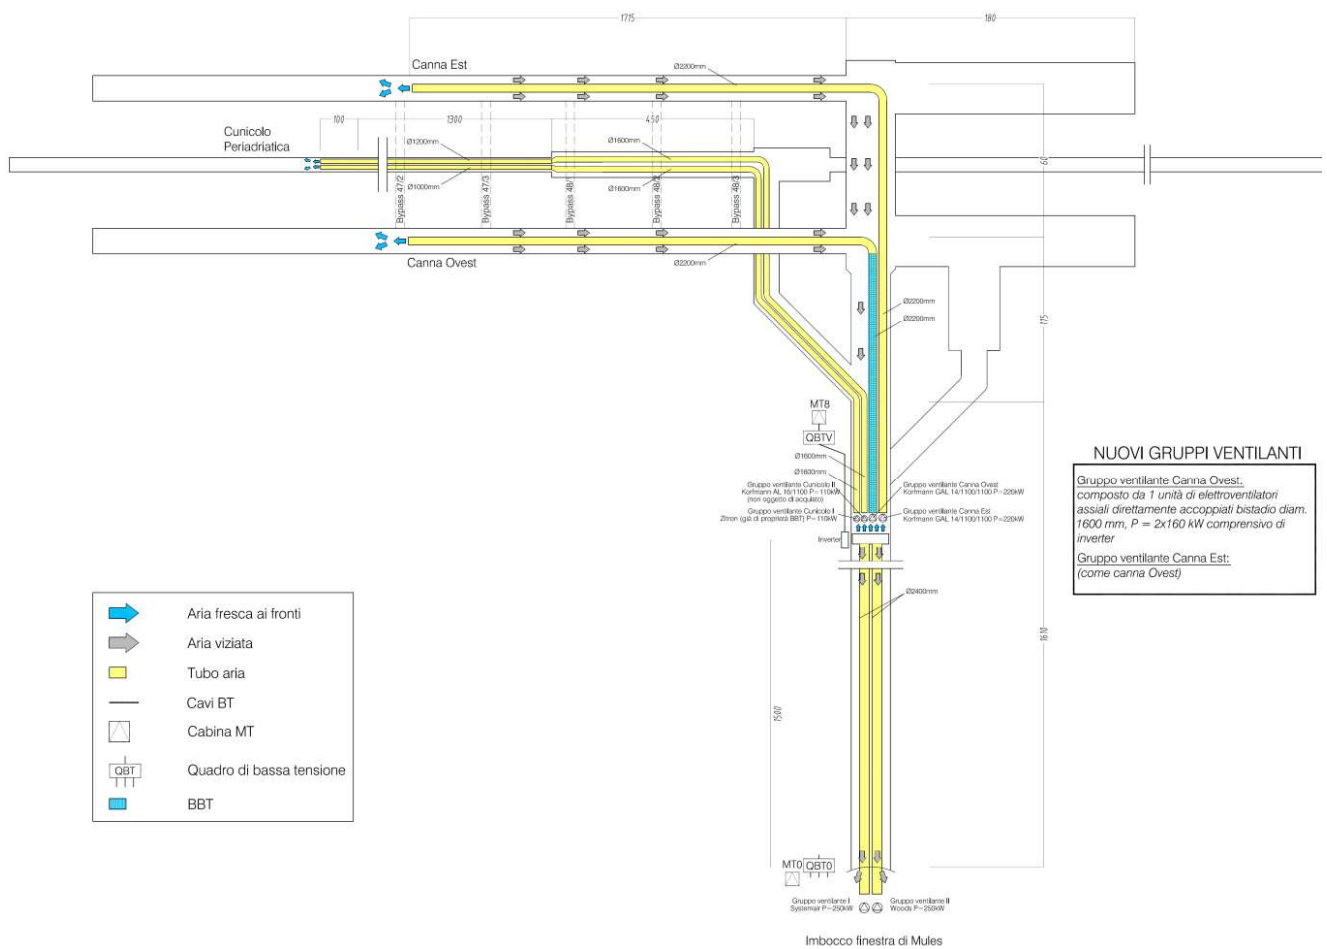 1715
180
Canna Est
Ø2200mm
Cunicolo
Periadriatica
100
1300
450
Ø1200mm
Ø1600mm
Ø1000mm
Ø1600mm
60
Bypass 47/2
Bypass 47/3
Bypass 48/1
Bypass 48/2
Bypass 48/3
Canna Ovest
Ø2200mm
Ø2200mm
Ø2200mm
115
MT8
QBTV
Ø1600mm
Ø1600mm
Gruppo ventilante Cunicolo II
Korfmann AL 16/1100 P=110kW
(non oggetto di acquisto)
Gruppo ventilante Canna Ovest
Korfmann GAL 14/1100/1100 P=220kW
Gruppo ventilante Cunicolo I
Zitron (già di proprietà BBT) P=110kW
Gruppo ventilante Canna Est
Korfmann GAL 14/1100/1100 P=220kW
Inverter
NUOVI GRUPPI VENTILANTI
Gruppo ventilante Canna Ovest:
composto da 1 unità di elettroventilatori
assiali direttamente accoppiati bistadio diam.
1600 mm, P = 2x160 kW comprensivo di
inverter
Gruppo ventilante Canna Est:
(come canna Ovest)
Ø2400mm
1500
1610
Aria fresca ai fronti
Aria viziata
Tubo aria
Cavi BT
Cabina MT
QBT
Quadro di bassa tensione
BBT
MT0
QBT0
Gruppo ventilante I
Systemair P=250kW
Gruppo ventilante II
Woods P=250kW
Imbocco finestra di Mules